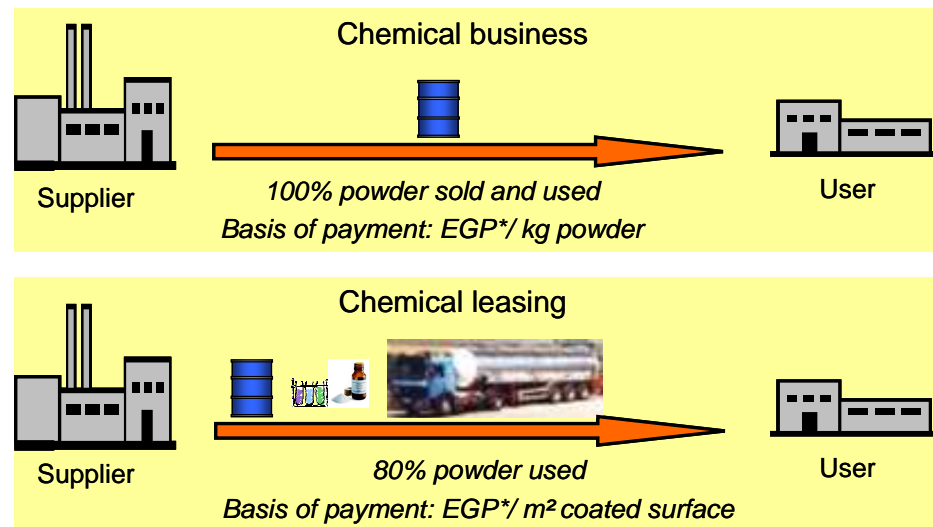 Chemical business
Supplier
User
100% powder sold and used
Basis of payment: EGP*/ kg powder
Chemical leasing
Supplier
User
80% powder used
Basis of payment: EGP*/ m² coated surface